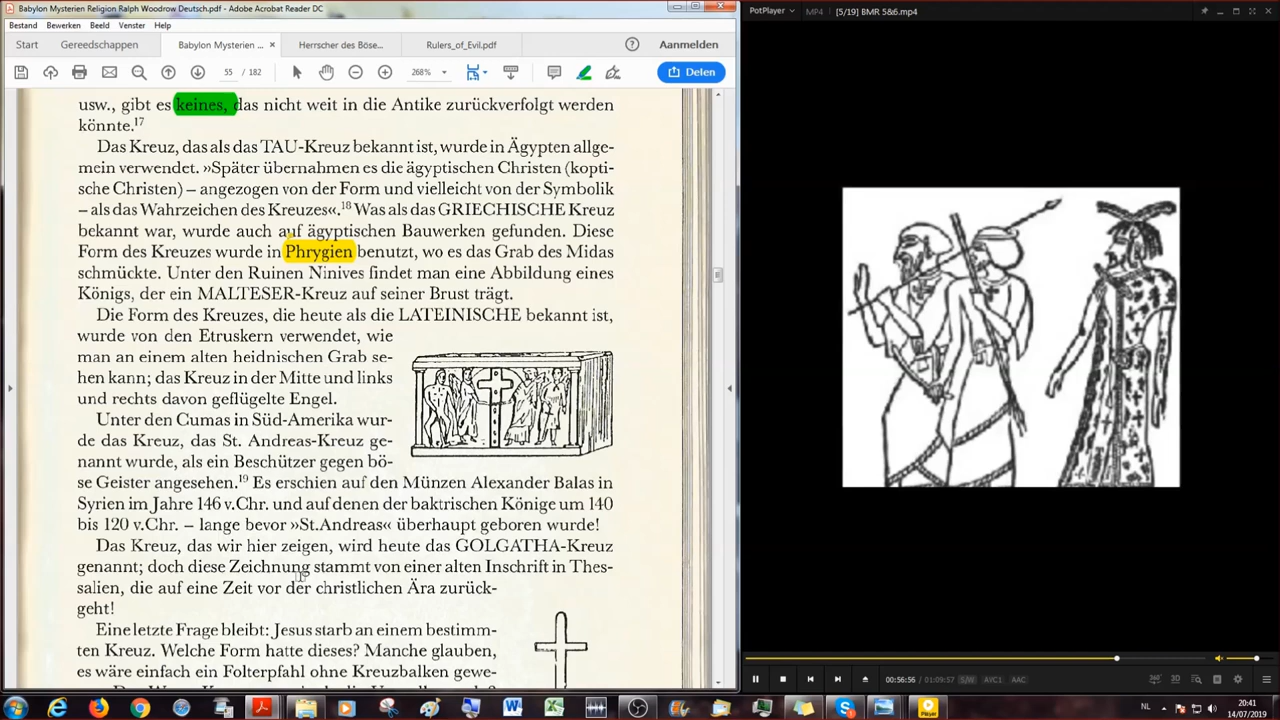 Babylon Mysterien Religion Ralph Woodrow Deutsch.pdf - Adobe Acrobat Reader DC
Bestand Bewerken Beeld Venster Help
Start Gereedschappen Babylon Mysterien ... × Herrscher des Böse... Rulers_of_Evil.pdf Aanmelden
55 / 182 268% Delen
usw., gibt es keines, das nicht weit in die Antike zurückverfolgt werden
könnte.17
Das Kreuz, das als das TAU-Kreuz bekannt ist, wurde in Ägypten allge-
mein verwendet. »Später übernahmen es die ägyptischen Christen (kopti-
sche Christen) – angezogen von der Form und vielleicht von der Symbolik
– als das Wahrzeichen des Kreuzes«.18 Was als das GRIECHISCHE Kreuz
bekannt war, wurde auch auf ägyptischen Bauwerken gefunden. Diese
Form des Kreuzes wurde in Phrygien benutzt, wo es das Grab des Midas
schmückte. Unter den Ruinen Ninives findet man eine Abbildung eines
Königs, der ein MALTESER-Kreuz auf seiner Brust trägt.
Die Form des Kreuzes, die heute als die LATEINISCHE bekannt ist,
wurde von den Etruskern verwendet, wie
man an einem alten heidnischen Grab se-
hen kann; das Kreuz in der Mitte und links
und rechts davon geflügelte Engel.
Unter den Cumas in Süd-Amerika wur-
de das Kreuz, das St. Andreas-Kreuz ge-
nannt wurde, als ein Beschützer gegen bö-
se Geister angesehen.19 Es erschien auf den Münzen Alexander Balas in
Syrien im Jahre 146 v.Chr. und auf denen der baktrischen Könige um 140
bis 120 v.Chr. – lange bevor »St.Andreas« überhaupt geboren wurde!
Das Kreuz, das wir hier zeigen, wird heute das GOLGATHA-Kreuz
genannt; doch diese Zeichnung stammt von einer alten Inschrift in Thes-
salien, die auf eine Zeit vor der christlichen Ära zurück-
geht!
Eine letzte Frage bleibt: Jesus starb an einem bestimm-
ten Kreuz. Welche Form hatte dieses? Manche glauben,
es wäre einfach ein Folterpfahl ohne Kreuzbalken gewe-
PotPlayer MP4 [5/19] BMR 5&6.mp4
00:56:56 / 01:09:57 S/W AVC1 AAC
NL 20:41
14/07/2019